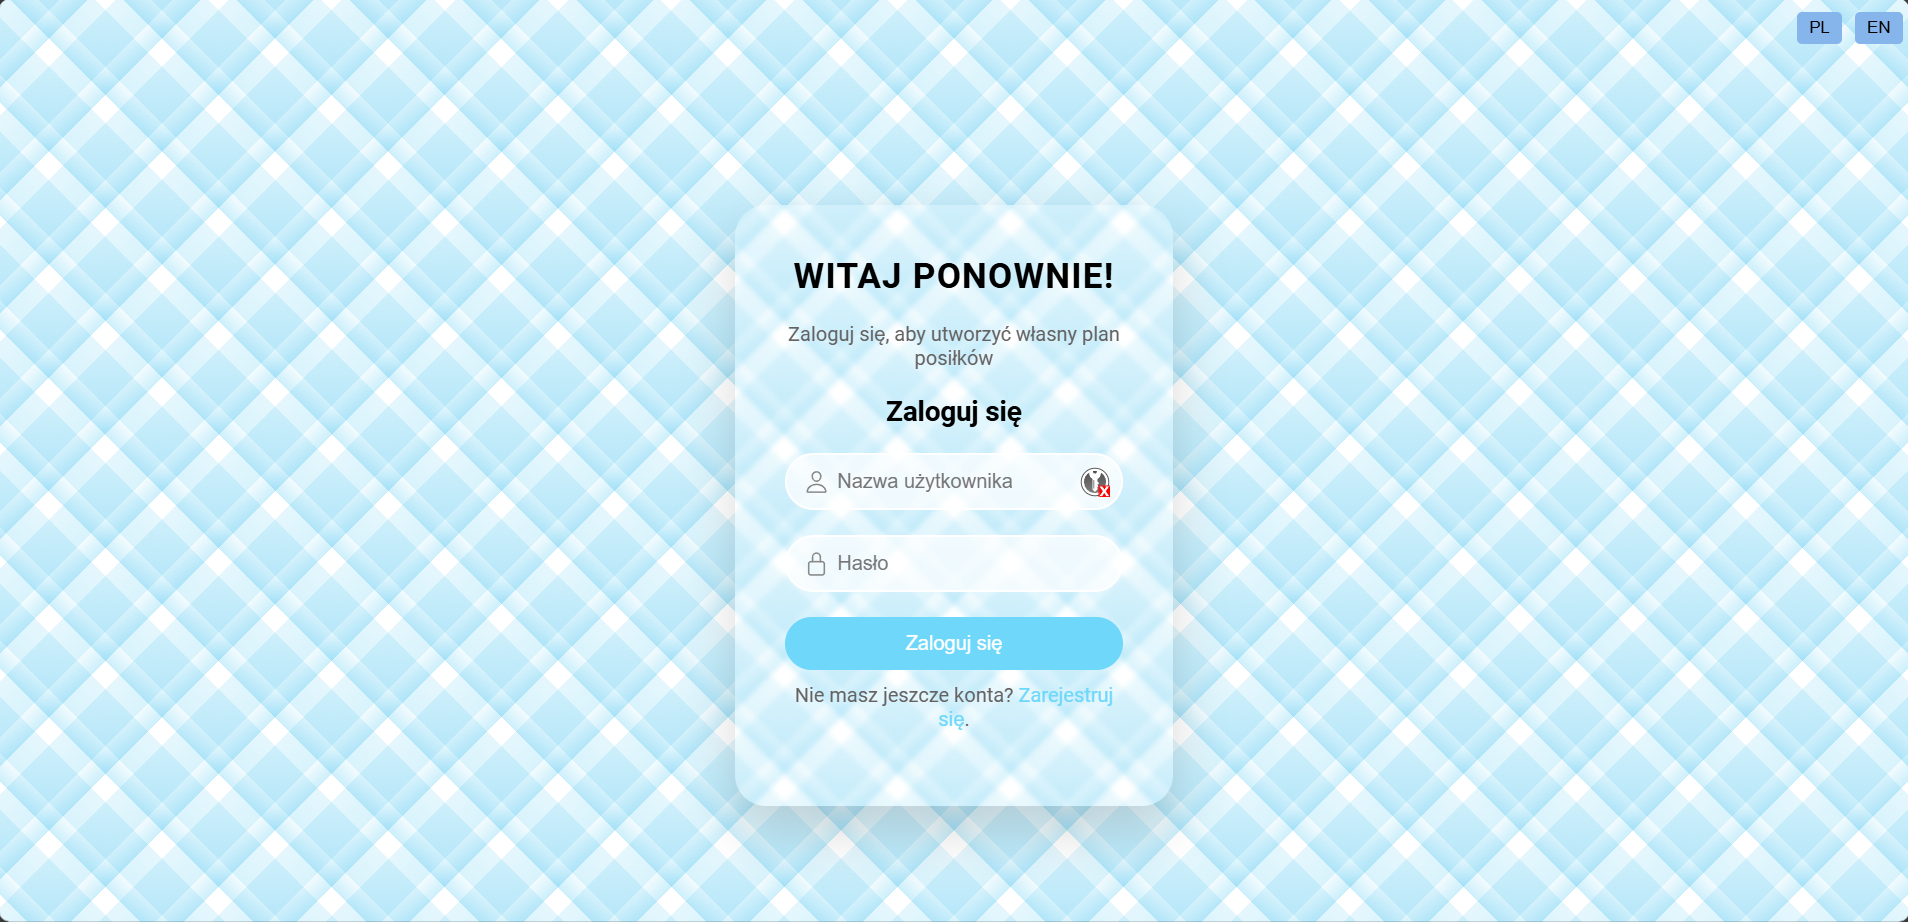 PL EN
WITAJ PONOWNIE!
Zaloguj się, aby utworzyć własny plan
posiłków
Zaloguj się
Nazwa użytkownika
Hasło
Zaloguj się
Nie masz jeszcze konta? Zarejestruj
się.